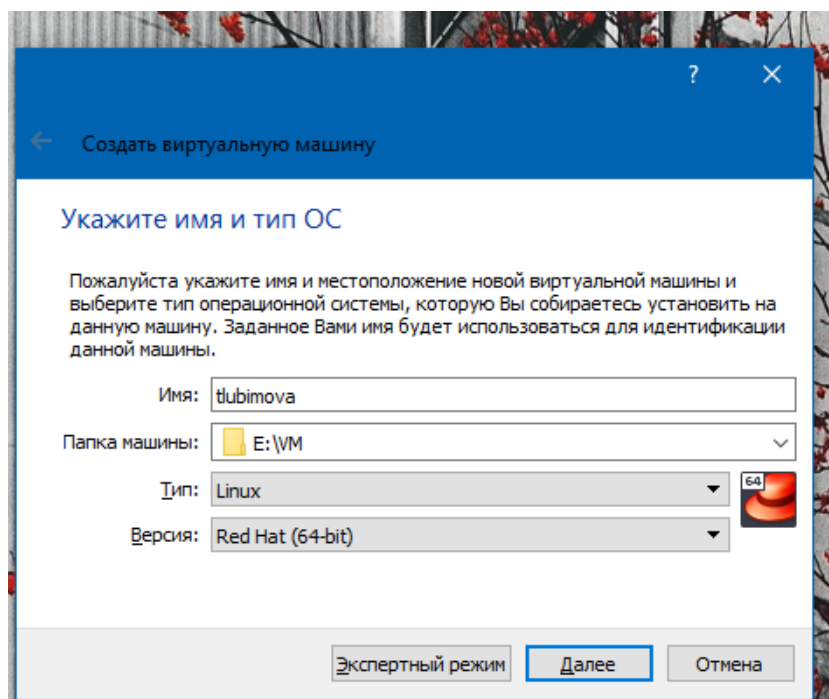 ?
Создать виртуальную машину
Укажите имя и тип ОС
Пожалуйста укажите имя и местоположение новой виртуальной машины и
выберите тип операционной системы, которую Вы собираетесь установить на
данную машину. Заданное Вами имя будет использоваться для идентификации
данной машины.
Имя: tlubimova
Папка машины: E:\VM
Тип: Linux
64
Версия: Red Hat (64-bit)
Экспертный режим Далее Отмена